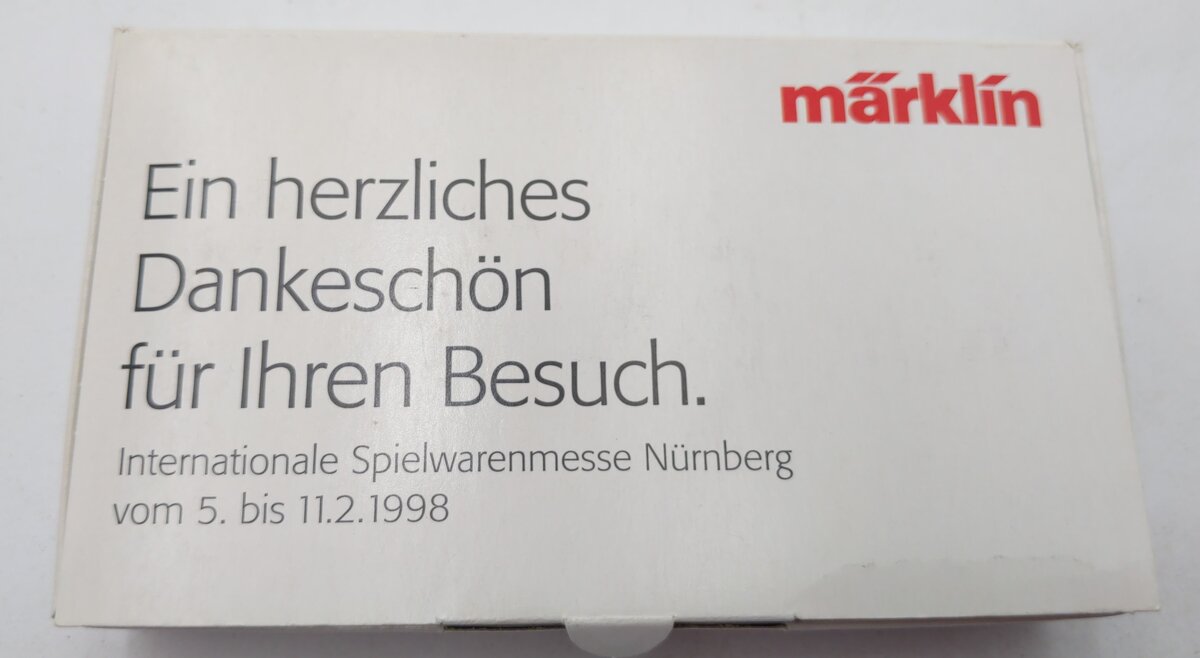 märklin
Ein herzliches
Dankeschön
für Ihren Besuch.
Internationale Spielwarenmesse Nürnberg
vom 5. bis 11.2.1998